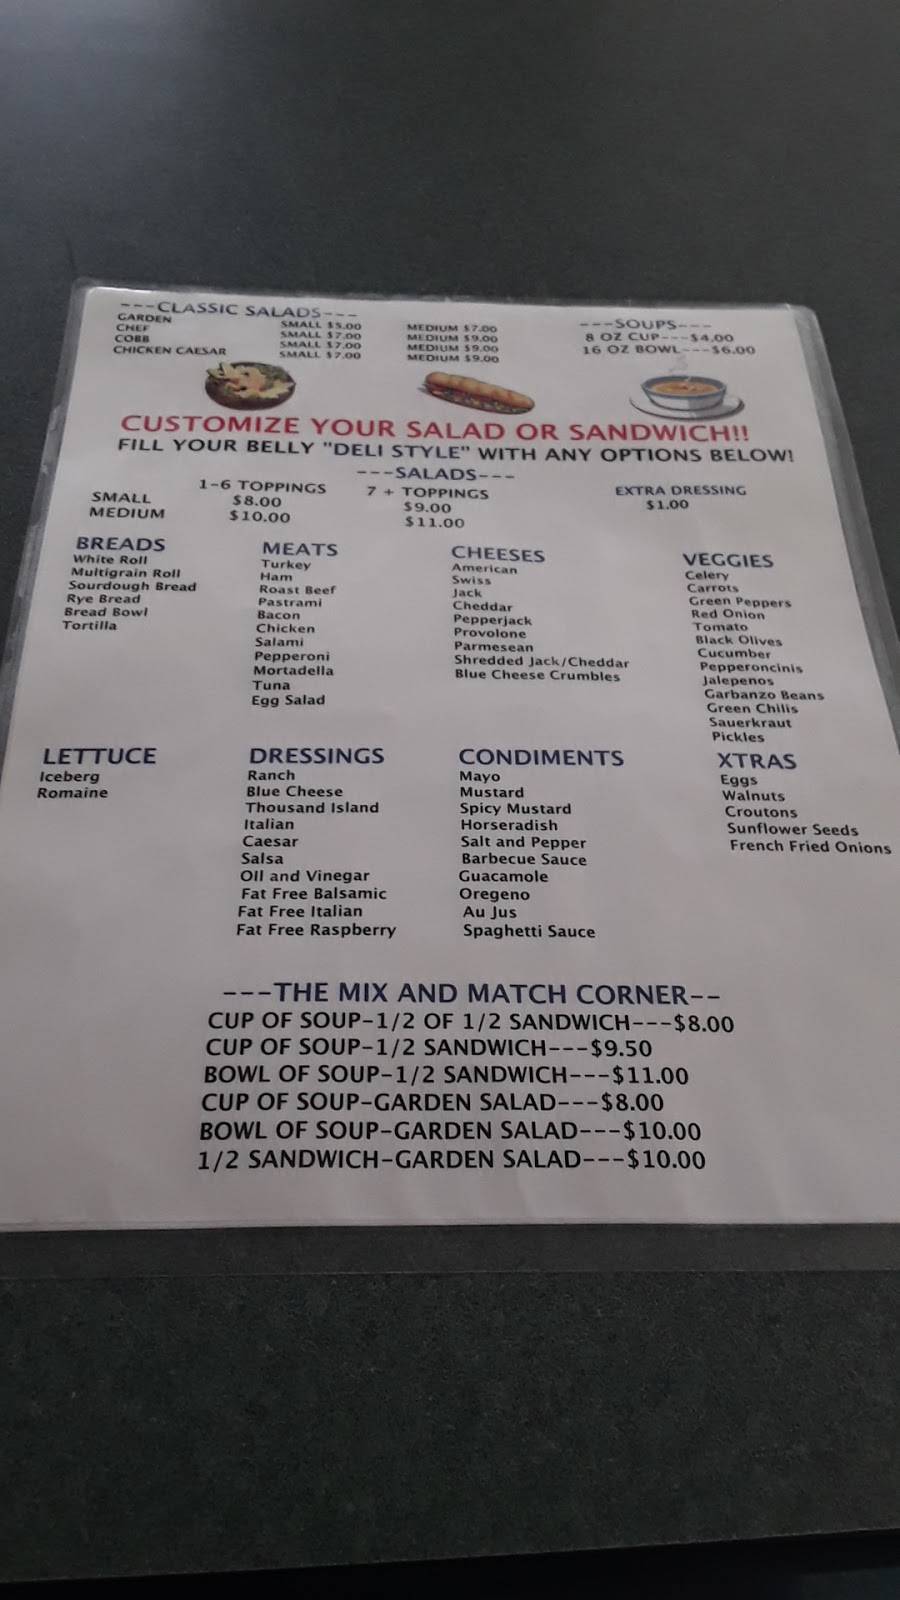 ---CLASSIC SALADS---
GARDEN SMALL $5.00 MEDIUM $7.00
CHEF SMALL $7.00 MEDIUM $9.00
COBB SMALL $7.00 MEDIUM $9.00
CHICKEN CAESAR SMALL $7.00 MEDIUM $9.00
---SOUPS---
8 OZ CUP---$4.00
16 OZ BOWL---$6.00
CUSTOMIZE YOUR SALAD OR SANDWICH!!
FILL YOUR BELLY "DELI STYLE" WITH ANY OPTIONS BELOW!
---SALADS---
1-6 TOPPINGS 7 + TOPPINGS
SMALL $8.00 $9.00
MEDIUM $10.00 $11.00
EXTRA DRESSING
$1.00
BREADS
White Roll
Multigrain Roll
Sourdough Bread
Rye Bread
Bread Bowl
Tortilla
MEATS
Turkey
Ham
Roast Beef
Pastrami
Bacon
Chicken
Salami
Pepperoni
Mortadella
Tuna
Egg Salad
CHEESES
American
Swiss
Jack
Cheddar
Pepperjack
Provolone
Parmesean
Shredded Jack/Cheddar
Blue Cheese Crumbles
VEGGIES
Celery
Carrots
Green Peppers
Red Onion
Tomato
Black Olives
Cucumber
Pepperoncinis
Jalepenos
Garbanzo Beans
Green Chilis
Sauerkraut
Pickles
LETTUCE
Iceberg
Romaine
DRESSINGS
Ranch
Blue Cheese
Thousand Island
Italian
Caesar
Salsa
Oil and Vinegar
Fat Free Balsamic
Fat Free Italian
Fat Free Raspberry
CONDIMENTS
Mayo
Mustard
Spicy Mustard
Horseradish
Salt and Pepper
Barbecue Sauce
Guacamole
Oregeno
Au Jus
Spaghetti Sauce
XTRAS
Eggs
Walnuts
Croutons
Sunflower Seeds
French Fried Onions
---THE MIX AND MATCH CORNER--
CUP OF SOUP-1/2 OF 1/2 SANDWICH---$8.00
CUP OF SOUP-1/2 SANDWICH---$9.50
BOWL OF SOUP-1/2 SANDWICH---$11.00
CUP OF SOUP-GARDEN SALAD---$8.00
BOWL OF SOUP-GARDEN SALAD---$10.00
1/2 SANDWICH-GARDEN SALAD---$10.00